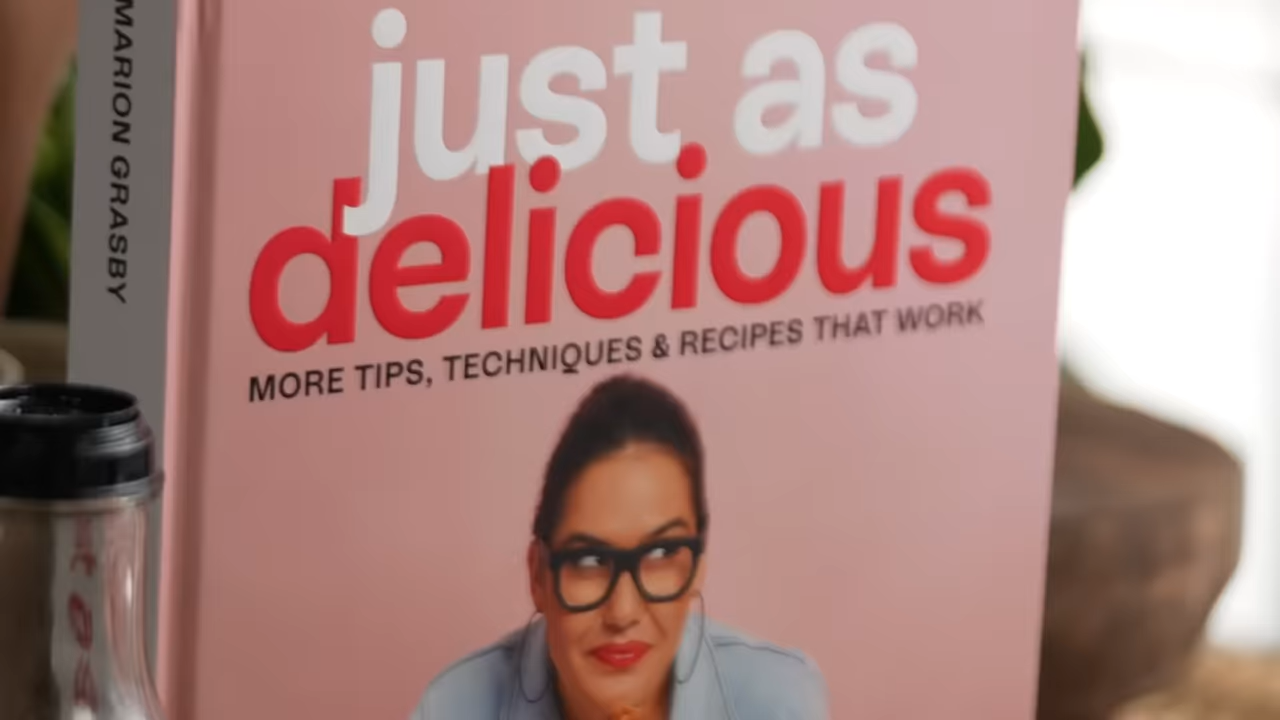 MARION GRASBY
just as
delicious
MORE TIPS, TECHNIQUES & RECIPES THAT WORK